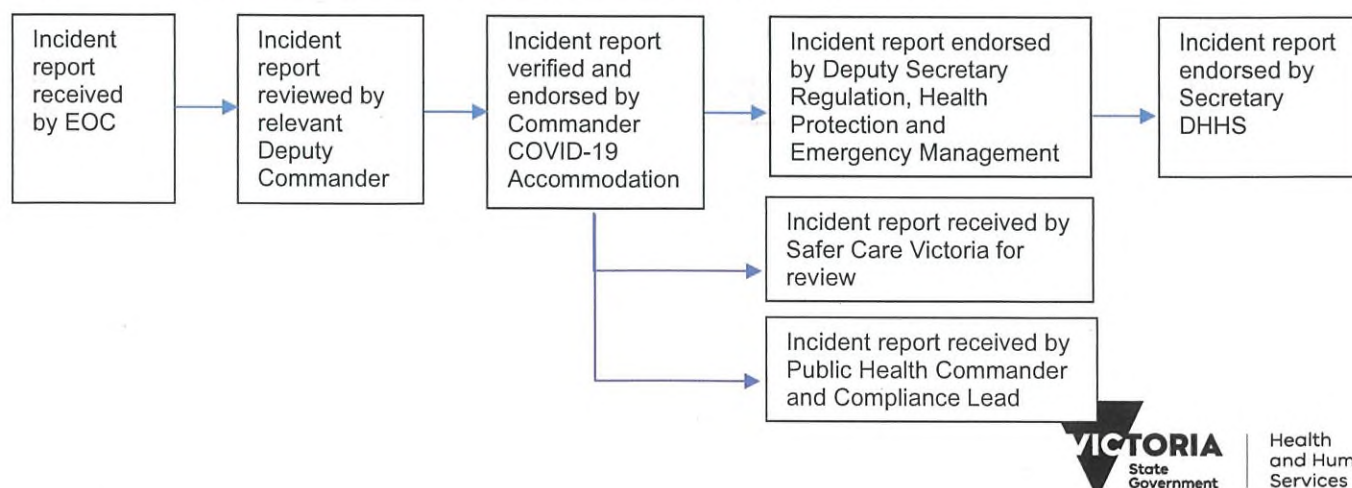 Incident
report
received
by EOC
Incident
report
reviewed by
relevant
Deputy
Commander
Incident report
verified and
endorsed by
Commander
COVID-19
Accommodation
Incident report endorsed
by Deputy Secretary
Regulation, Health
Protection and
Emergency Management
Incident report
endorsed by
Secretary
DHHS
Incident report received by
Safer Care Victoria for
review
Incident report received by
Public Health Commander
and Compliance Lead
VICTORIA
State
Government
Health
and Hum
Services